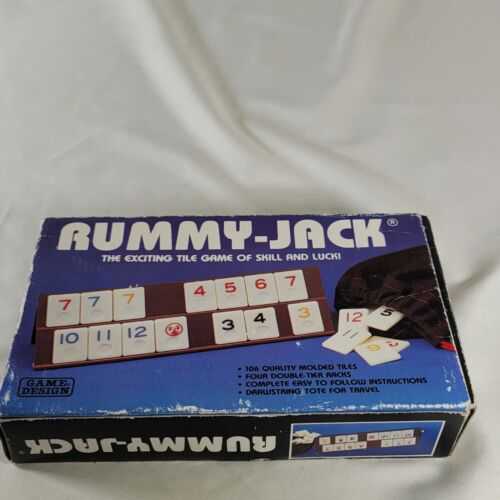 RUMMY-JACK®
THE EXCITING TILE GAME OF SKILL AND LUCK!
7 7 7 4 5 6 7
10 11 12 3 4 3
12 5
11 9
• 106 QUALITY MOLDED TILES
• FOUR DOUBLE-TIER RACKS
• COMPLETE EASY TO FOLLOW INSTRUCTIONS
• DRAWSTRING TOTE FOR TRAVEL
GAME
DESIGN
RUMMY-JACK